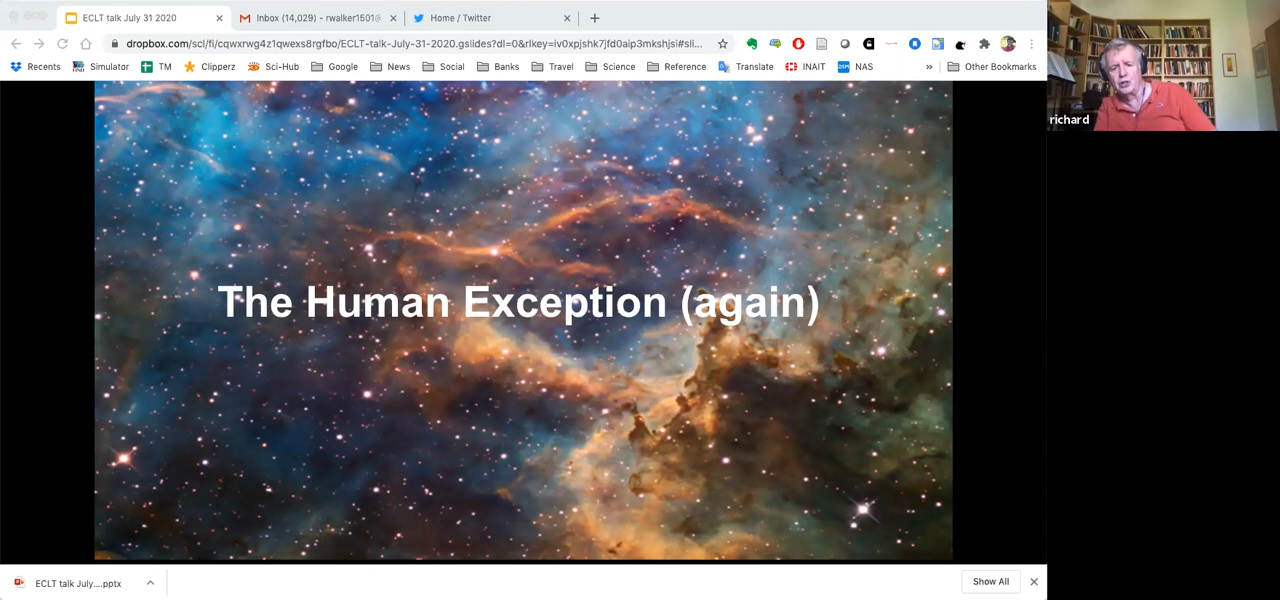 ECLT talk July 31 2020
Inbox (14,029) - rwalker1501@
Home / Twitter
dropbox.com/scl/fi/cqwxrwg4z1qwexs8rgfbo/ECLT-talk-July-31-2020.gslides?dl=0&rlkey=iv0xpjshk7jfd0aip3mkshjsi#sli...
Recents Simulator TM Clipperz Sci-Hub Google News Social Banks Travel Science Reference Translate INAIT NAS » Other Bookmarks
richard
The Human Exception (again)
ECLT talk July....pptx
Show All